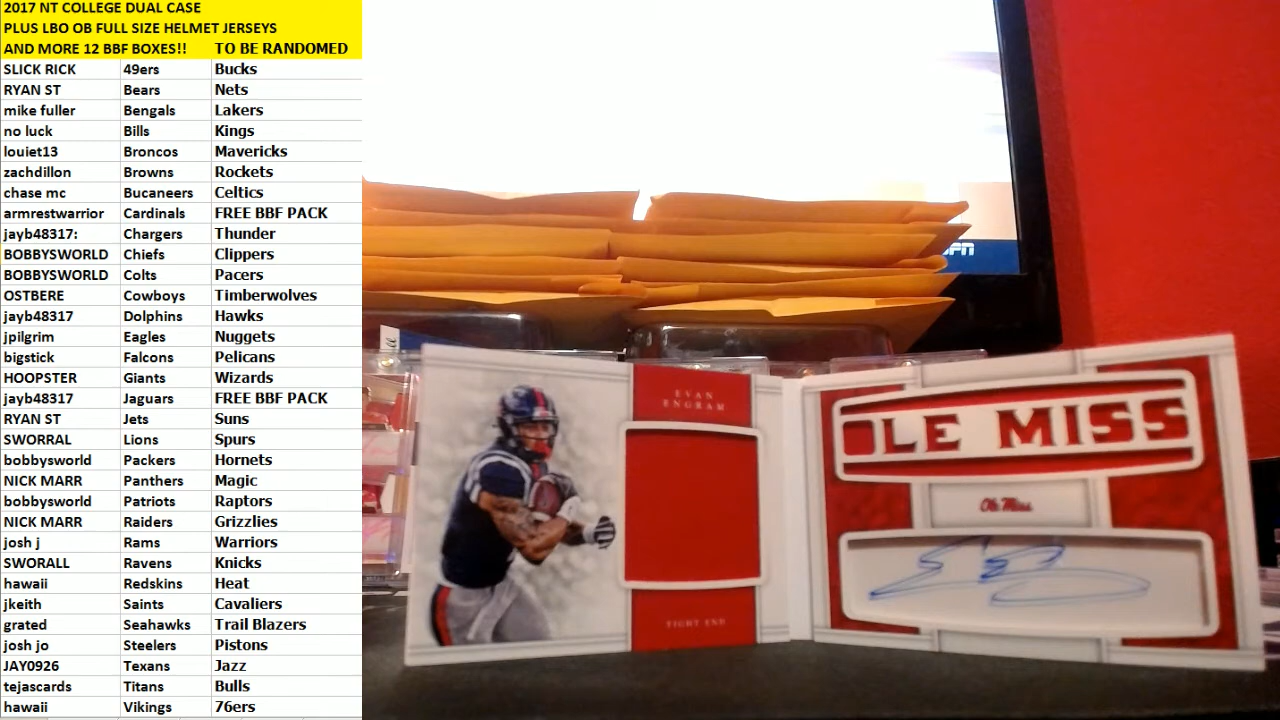 2017 NT COLLEGE DUAL CASE
PLUS LBO OB FULL SIZE HELMET JERSEYS
AND MORE 12 BBF BOXES!! TO BE RANDOMED
SLICK RICK 49ers Bucks
RYAN ST Bears Nets
mike fuller Bengals Lakers
no luck Bills Kings
louiet13 Broncos Mavericks
zachdillon Browns Rockets
chase mc Bucaneers Celtics
armrestwarrior Cardinals FREE BBF PACK
jayb48317: Chargers Thunder
BOBBYSWORLD Chiefs Clippers
BOBBYSWORLD Colts Pacers
OSTBERE Cowboys Timberwolves
jayb48317 Dolphins Hawks
jpilgrim Eagles Nuggets
bigstick Falcons Pelicans
HOOPSTER Giants Wizards
jayb48317 Jaguars FREE BBF PACK
RYAN ST Jets Suns
SWORRAL Lions Spurs
bobbysworld Packers Hornets
NICK MARR Panthers Magic
bobbysworld Patriots Raptors
NICK MARR Raiders Grizzlies
josh j Rams Warriors
SWORALL Ravens Knicks
hawaii Redskins Heat
jkeith Saints Cavaliers
grated Seahawks Trail Blazers
josh jo Steelers Pistons
JAY0926 Texans Jazz
tejascards Titans Bulls
hawaii Vikings 76ers
EVAN
ENGRAM
TIGHT END
OLE MISS
Ole Miss